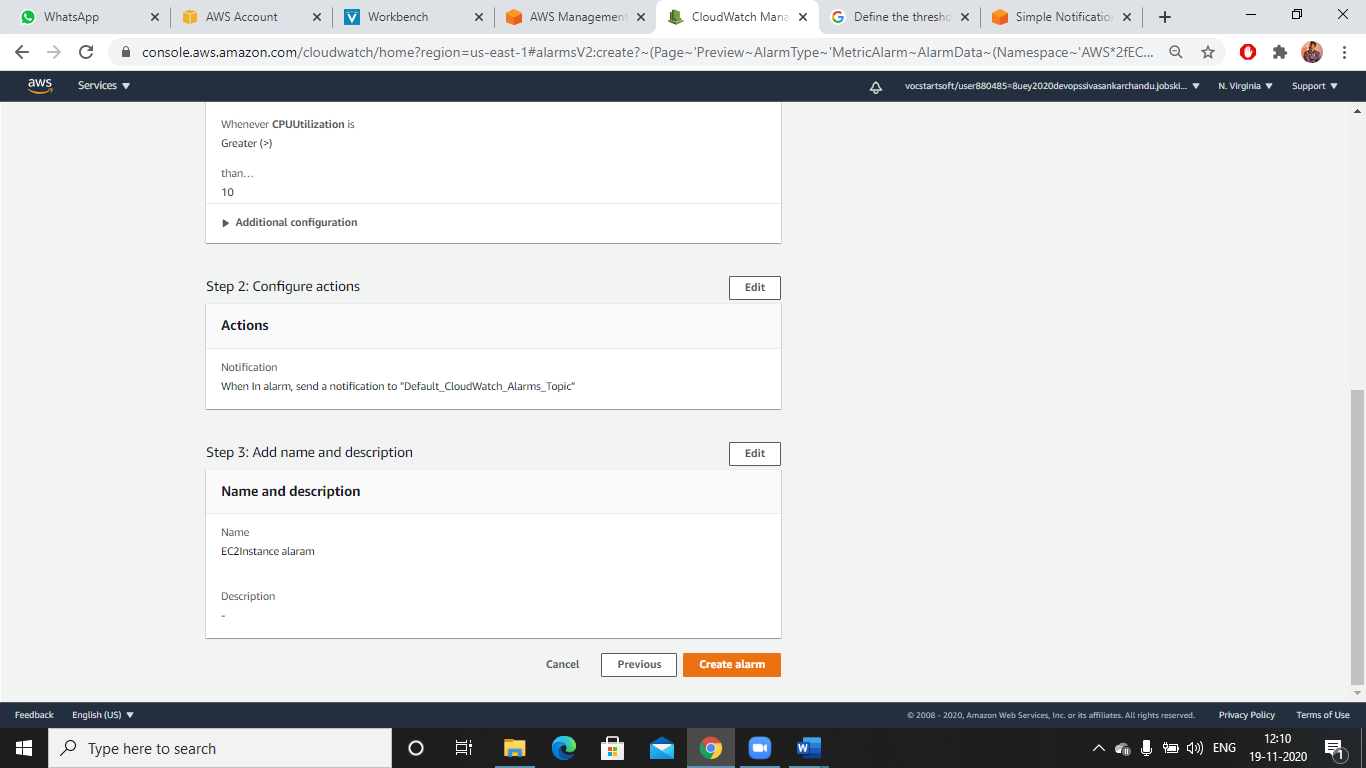 WhatsApp
AWS Account
Workbench
AWS Management
CloudWatch Mana
Define the thresho
Simple Notification
console.aws.amazon.com/cloudwatch/home?region=us-east-1#alarmsV2:create?~(Page~'Preview~AlarmType~'MetricAlarm~AlarmData~(Namespace~'AWS*2fEC...
aws
Services
vocstartsoft/user880485=8uey2020devopssivasankarchandu.jobski...
N. Virginia
Support
Whenever CPUUtilization is
Greater (>)
than...
10
Additional configuration
Step 2: Configure actions
Edit
Actions
Notification
When In alarm, send a notification to "Default_CloudWatch_Alarms_Topic"
Step 3: Add name and description
Edit
Name and description
Name
EC2Instance alaram
Description
-
Cancel
Previous
Create alarm
Feedback
English (US)
© 2008 - 2020, Amazon Web Services, Inc. or its affiliates. All rights reserved.
Privacy Policy
Terms of Use
Type here to search
ENG
12:10
19-11-2020
1